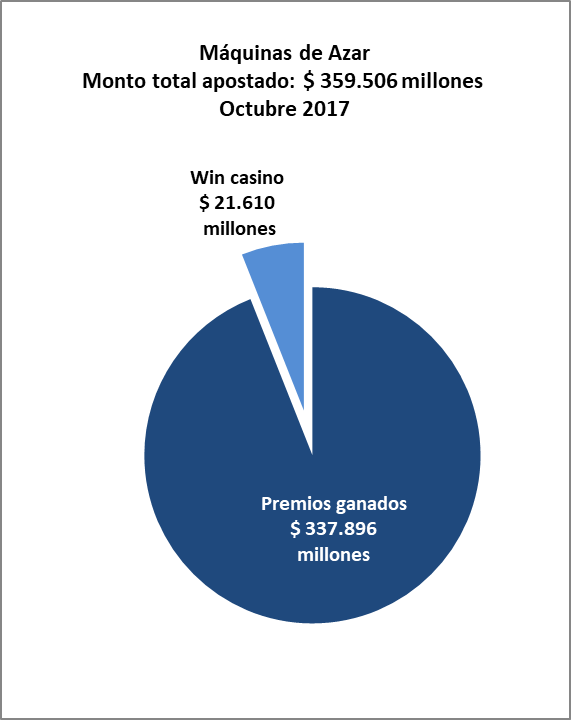 Máquinas de Azar
Monto total apostado: $ 359.506 millones
Octubre 2017
Win casino
$ 21.610
millones
Premios ganados
$ 337.896
millones